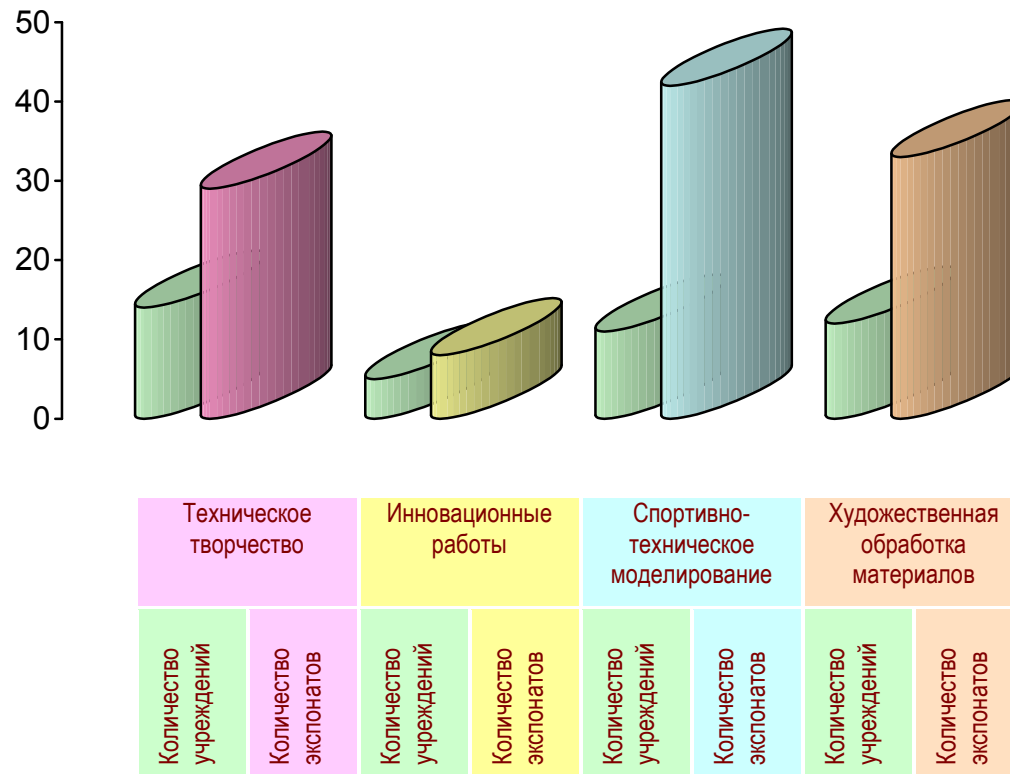 50
40
30
20
10
0
Техническое
творчество
Инновационные
работы
Спортивно-
техническое
моделирование
Художественная
обработка
материалов
Количество
учреждений
Количество
экспонатов
Количество
учреждений
Количество
экспонатов
Количество
учреждений
Количество
экспонатов
Количество
учреждений
Количество
экспонатов